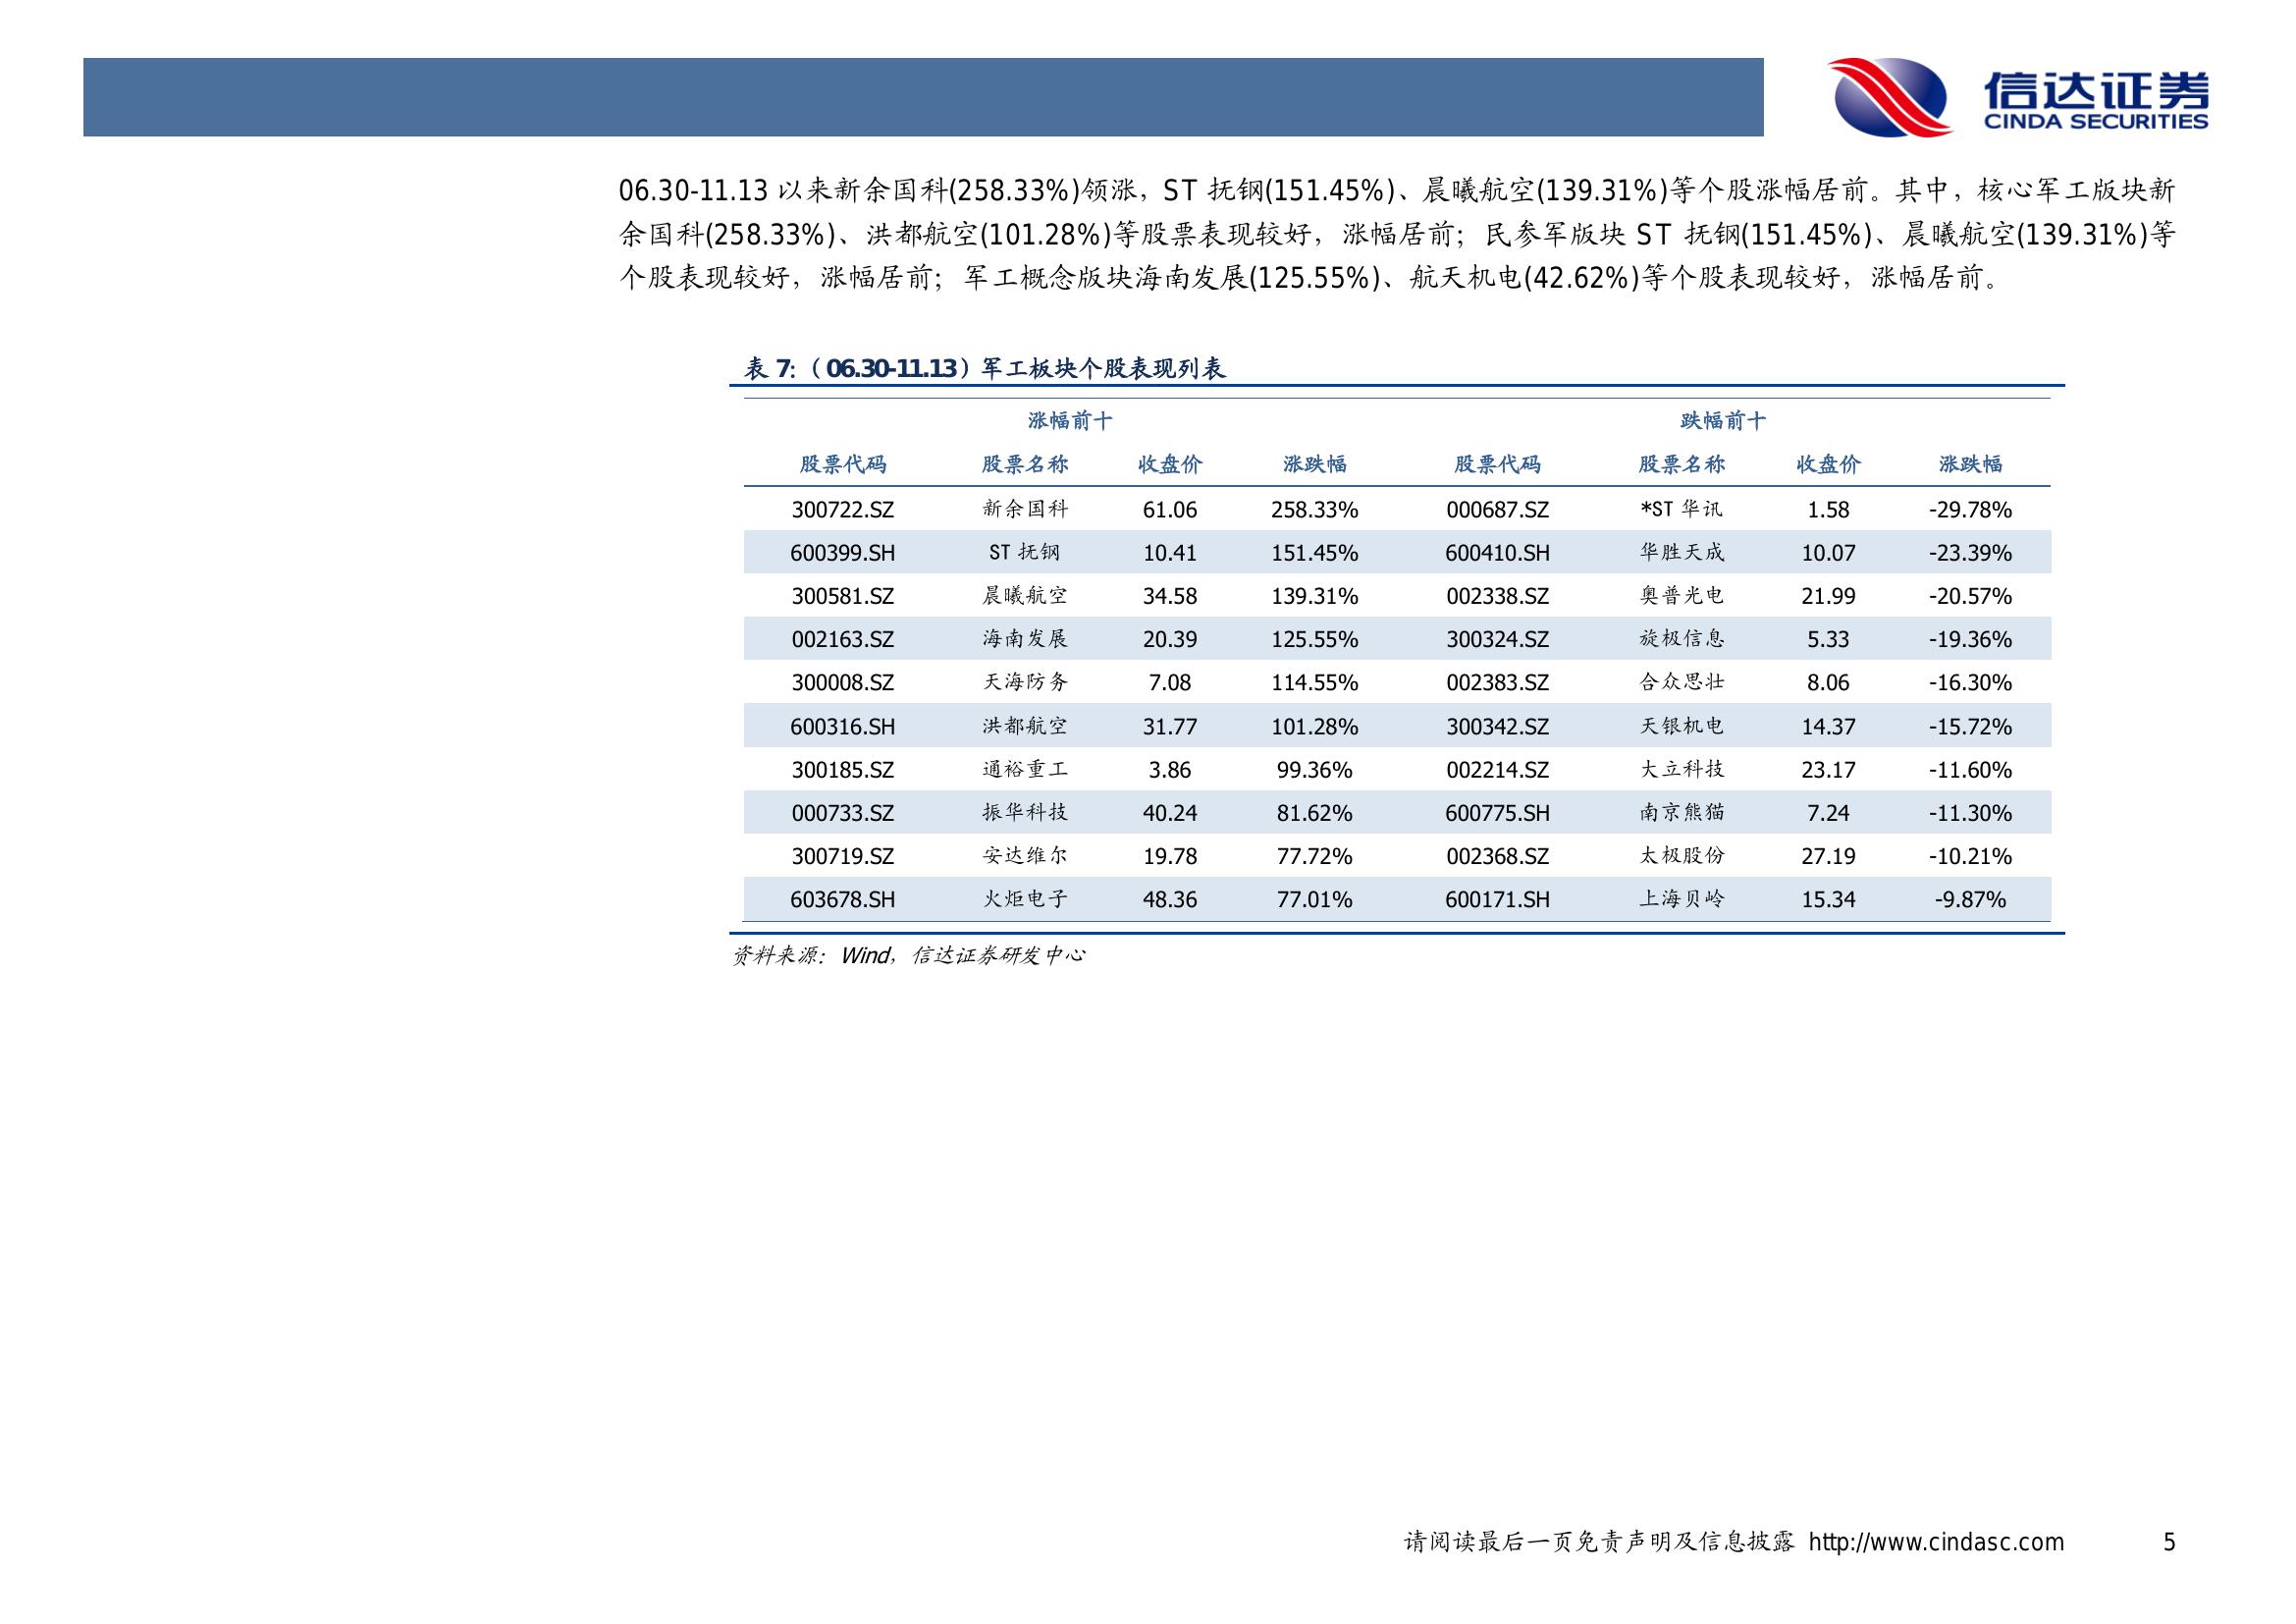 信达证券
CINDA SECURITIES
06.30-11.13 以来新余国科(258.33%)领涨，ST 抚钢(151.45%)、晨曦航空(139.31%)等个股涨幅居前。其中，核心军工版块新
余国科(258.33%)、洪都航空(101.28%)等股票表现较好，涨幅居前；民参军版块 ST 抚钢(151.45%)、晨曦航空(139.31%)等
个股表现较好，涨幅居前；军工概念版块海南发展(125.55%)、航天机电(42.62%)等个股表现较好，涨幅居前。
表 7:（06.30-11.13）军工板块个股表现列表
涨幅前十 跌幅前十
股票代码 股票名称 收盘价 涨跌幅 股票代码 股票名称 收盘价 涨跌幅
300722.SZ 新余国科 61.06 258.33% 000687.SZ *ST 华讯 1.58 -29.78%
600399.SH ST 抚钢 10.41 151.45% 600410.SH 华胜天成 10.07 -23.39%
300581.SZ 晨曦航空 34.58 139.31% 002338.SZ 奥普光电 21.99 -20.57%
002163.SZ 海南发展 20.39 125.55% 300324.SZ 旋极信息 5.33 -19.36%
300008.SZ 天海防务 7.08 114.55% 002383.SZ 合众思壮 8.06 -16.30%
600316.SH 洪都航空 31.77 101.28% 300342.SZ 天银机电 14.37 -15.72%
300185.SZ 通裕重工 3.86 99.36% 002214.SZ 大立科技 23.17 -11.60%
000733.SZ 振华科技 40.24 81.62% 600775.SH 南京熊猫 7.24 -11.30%
300719.SZ 安达维尔 19.78 77.72% 002368.SZ 太极股份 27.19 -10.21%
603678.SH 火炬电子 48.36 77.01% 600171.SH 上海贝岭 15.34 -9.87%
资料来源：Wind，信达证券研发中心
请阅读最后一页免责声明及信息披露 http://www.cindasc.com 5